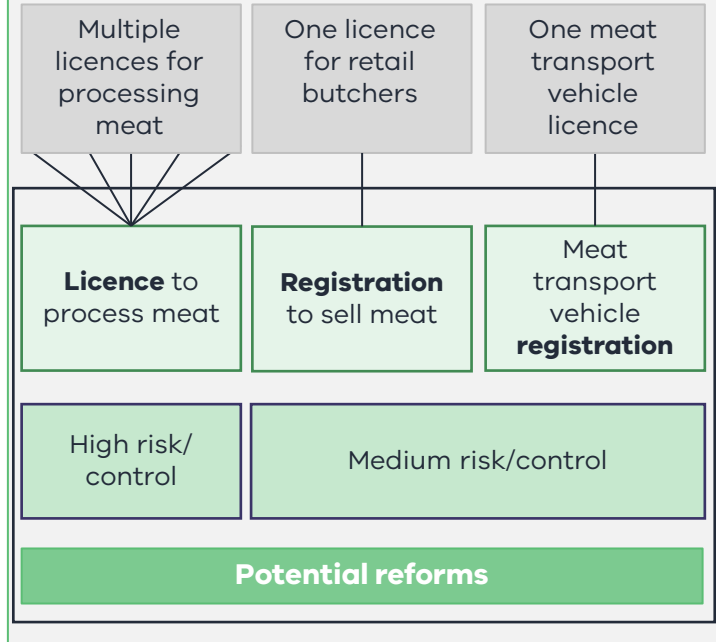 Multiple
licences for
processing
meat
One licence
for retail
butchers
One meat
transport
vehicle
licence
Licence to
process meat
Registration
to sell meat
Meat
transport
vehicle
registration
High risk/
control
Medium risk/control
Potential reforms